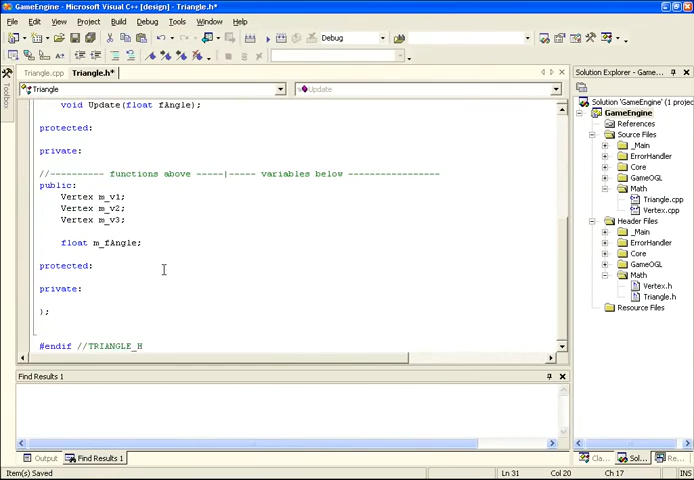 GameEngine - Microsoft Visual C++ [design] - Triangle.h*
File Edit View Project Build Debug Tools Window Help
Debug
Triangle.cpp Triangle.h*
Triangle Update
Toolbox
void Update(float fAngle);
protected:
private:
//---------- functions above -----|----- variables below -----------------
public:
Vertex m_v1;
Vertex m_v2;
Vertex m_v3;
float m_fAngle;
protected:
private:
};
#endif //TRIANGLE_H
Solution Explorer - Game...
Solution 'GameEngine' (1 project)
GameEngine
References
Source Files
_Main
ErrorHandler
Core
GameOGL
Math
Triangle.cpp
Vertex.cpp
Header Files
_Main
ErrorHandler
Core
GameOGL
Math
Vertex.h
Triangle.h
Resource Files
Find Results 1
Output Find Results 1
Cla... Sol... Re...
Item(s) Saved Ln 31 Col 20 Ch 17 INS